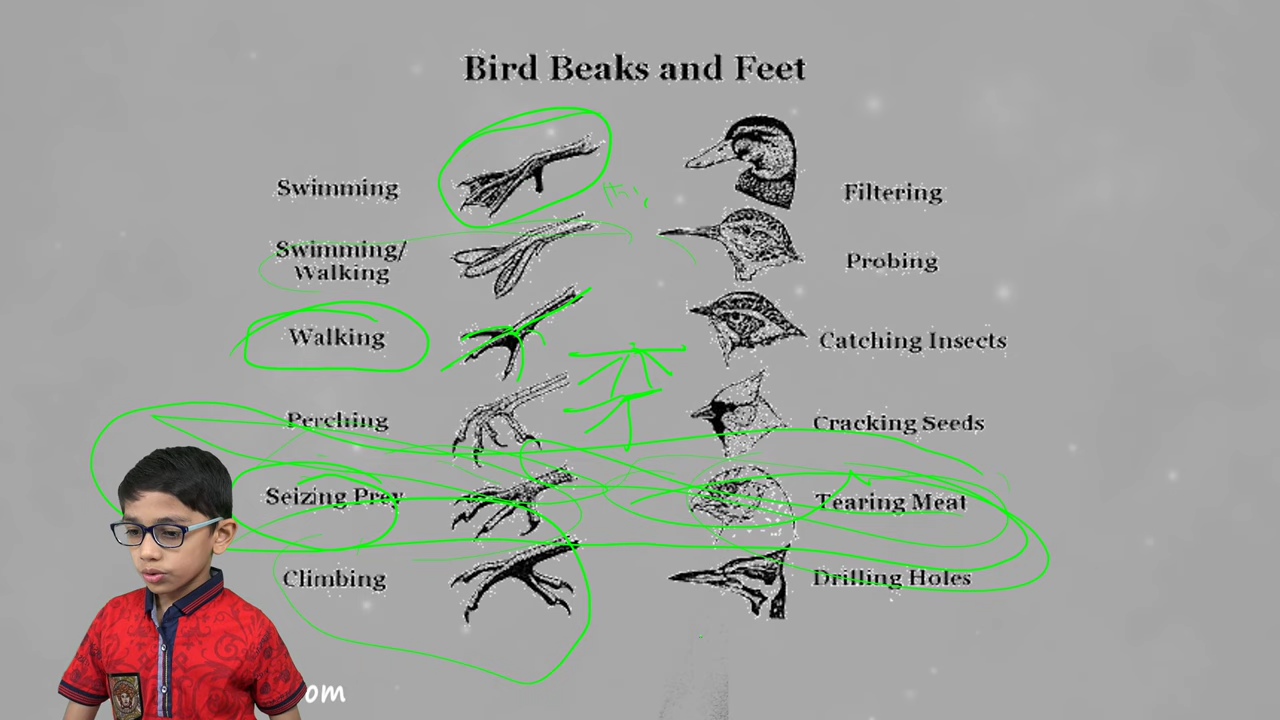 Bird Beaks and Feet
Swimming
Filtering
Swimming/
Walking
Probing
Walking
Catching Insects
Perching
Cracking Seeds
Seizing Prey
Tearing Meat
Climbing
Drilling Holes
om